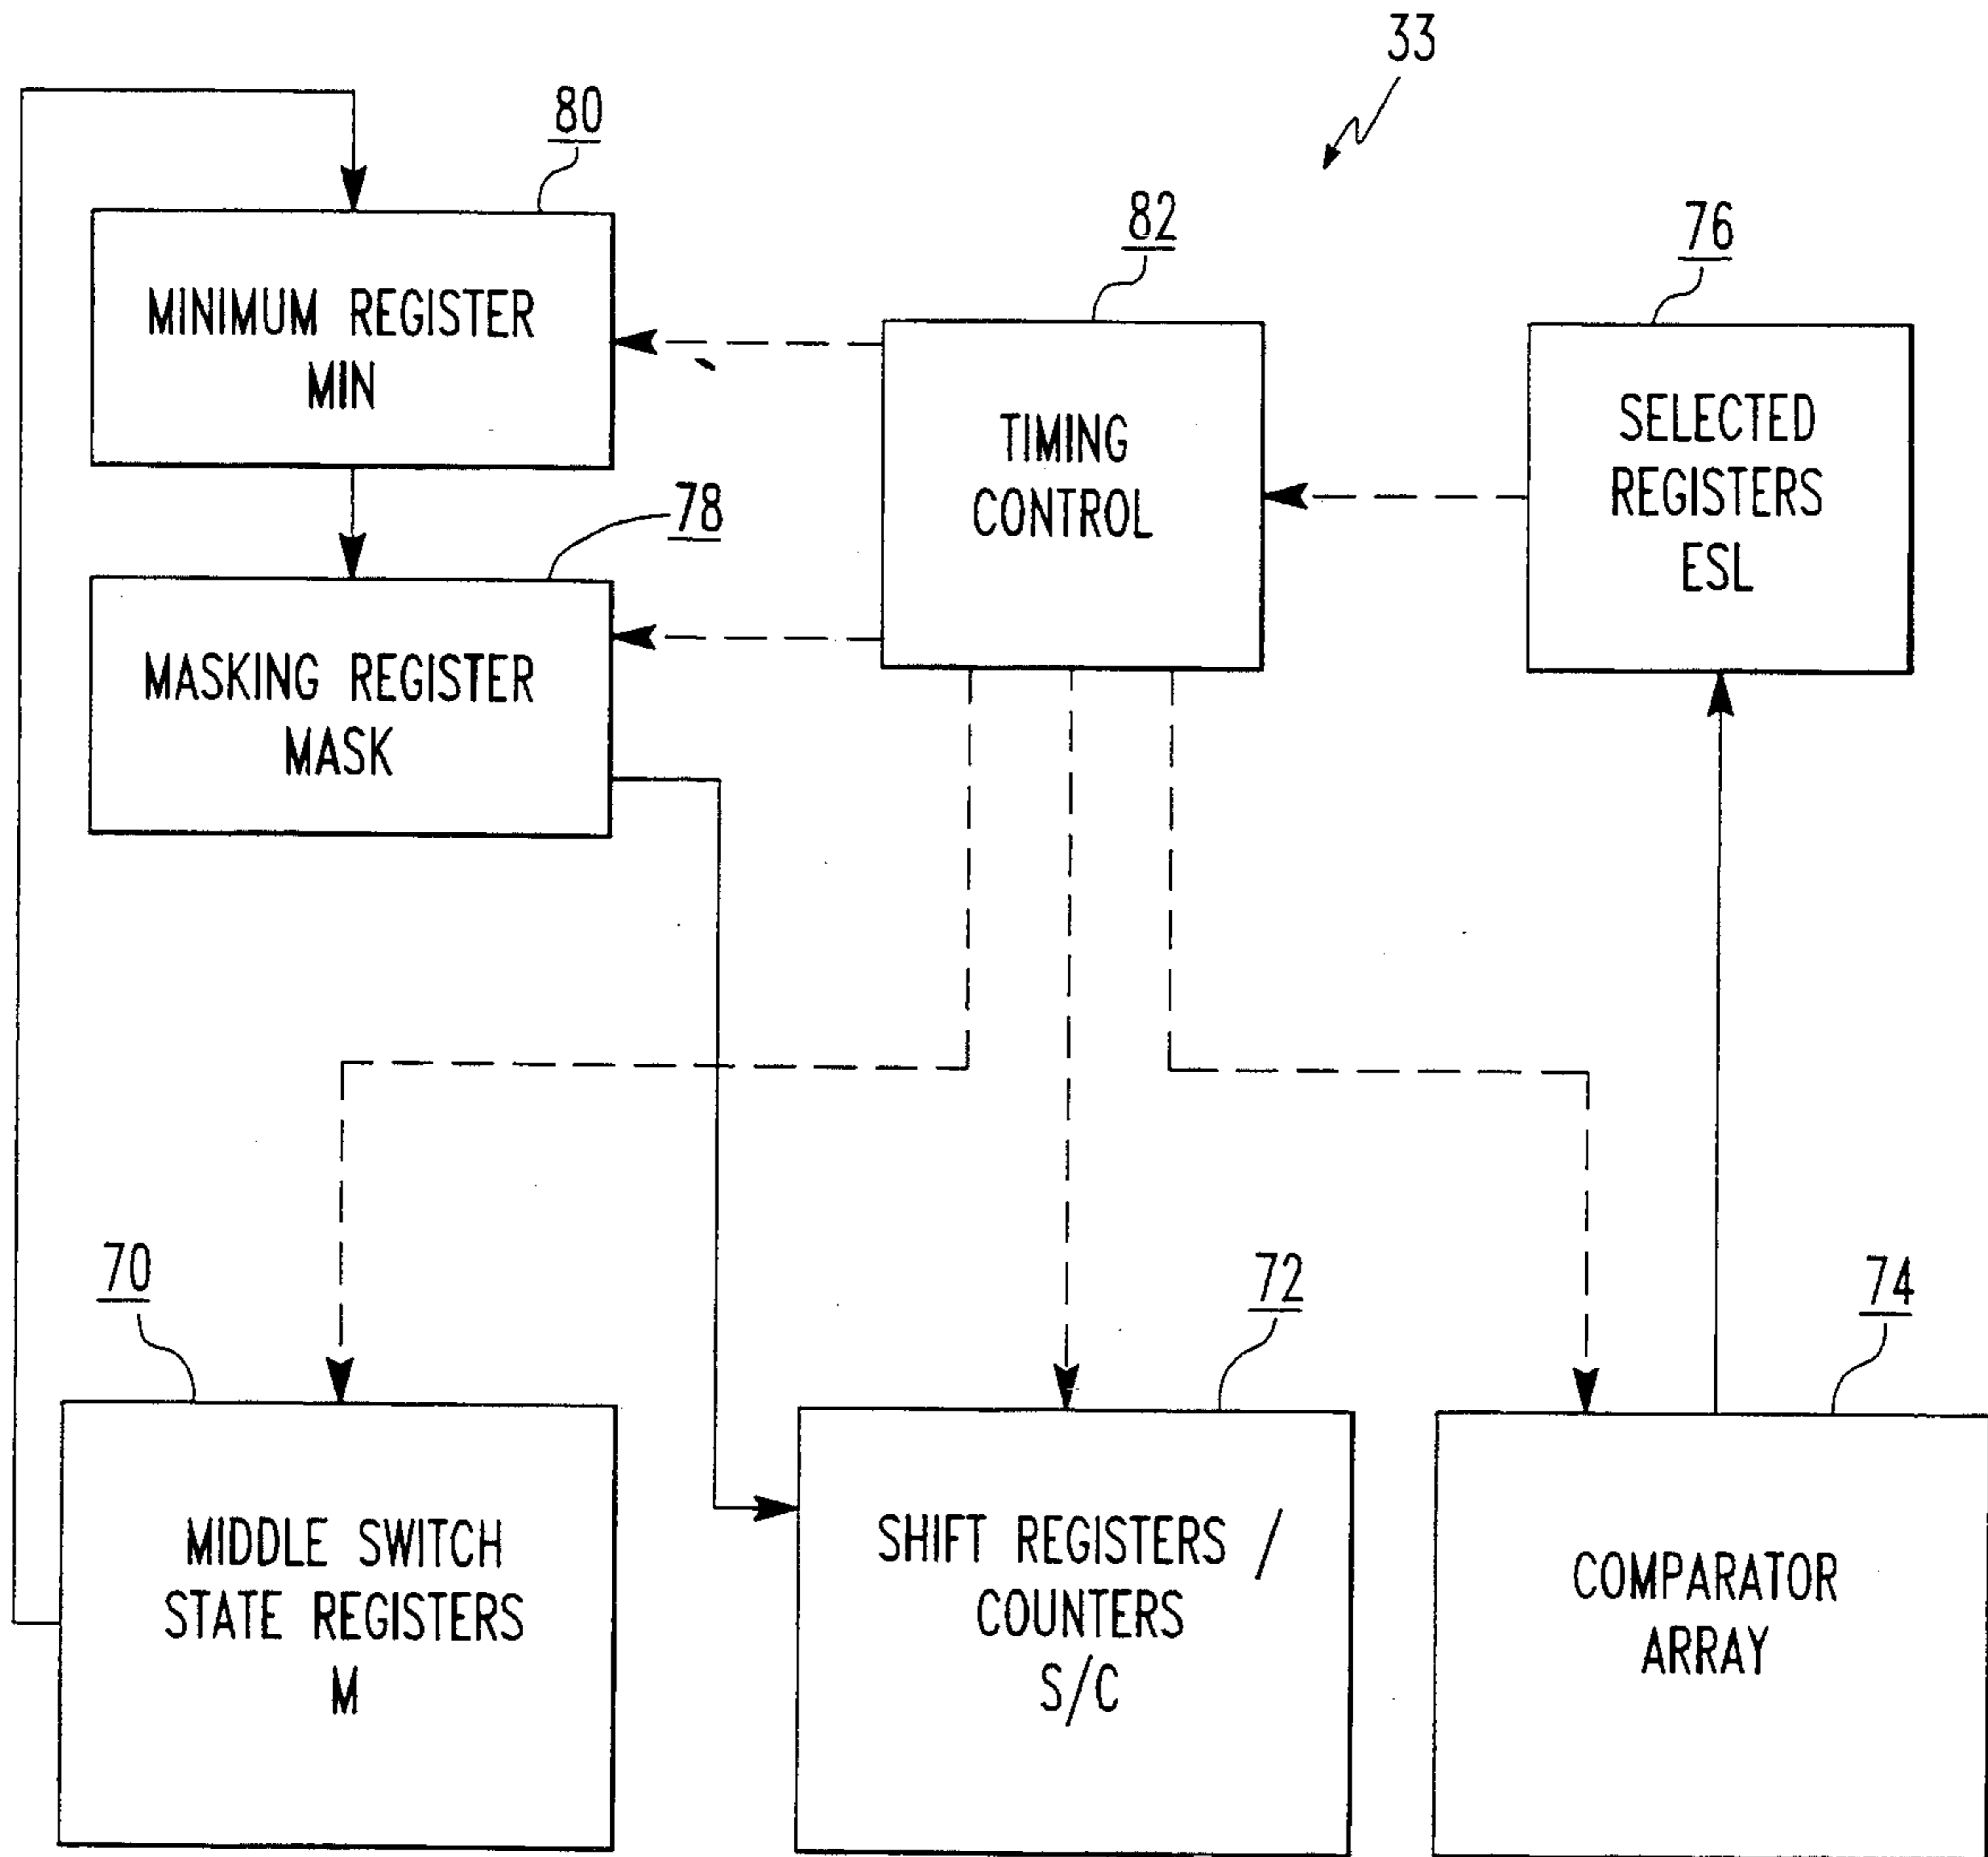 33
80
MINIMUM REGISTER
MIN
82
TIMING
CONTROL
76
SELECTED
REGISTERS
ESL
78
MASKING REGISTER
MASK
70
MIDDLE SWITCH
STATE REGISTERS
M
72
SHIFT REGISTERS /
COUNTERS
S/C
74
COMPARATOR
ARRAY